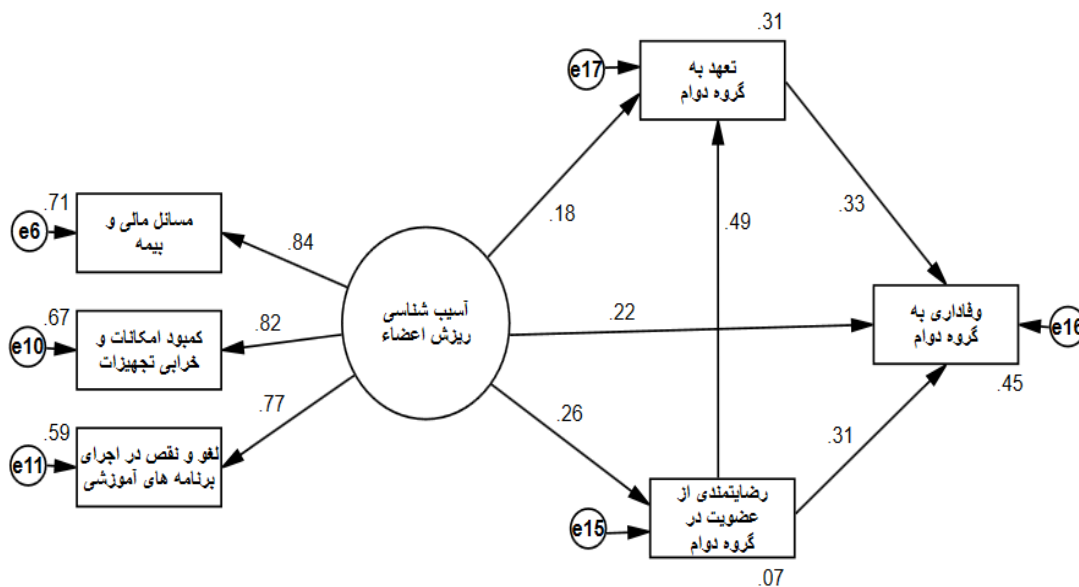 .31
e17
تعهد به
گروه دوام
.71
e6
مسائل مالی و
بیمه
.84
.18
.49
.33
آسیب شناسی
ریزش اعضاء
.67
e10
کمبود امکانات و
خرابی تجهیزات
.82
.22
وفاداری به
گروه دوام
e16
.45
.59
e11
لغو و نقص در اجرای
برنامه های آموزشی
.77
.26
.31
e15
رضایتمندی از
عضویت در
گروه دوام
.07